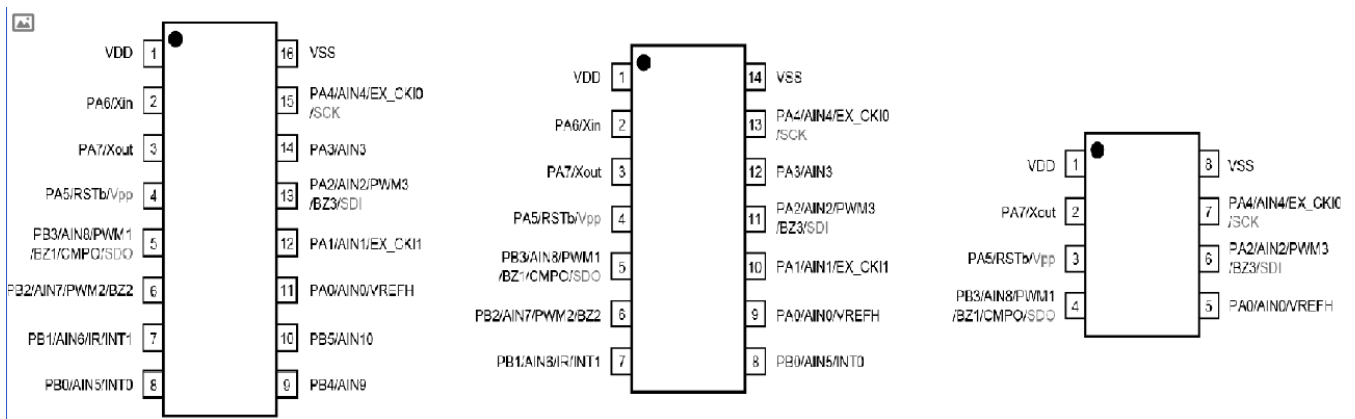 VDD 1 16 VSS
PA6/Xin 2 15 PA4/AIN4/EX_CKI0
/SCK
PA7/Xout 3 14 PA3/AIN3
PA5/RSTb/Vpp 4 13 PA2/AIN2/PWM3
/BZ3/SDI
PB3/AIN8/PWM1
/BZ1/CMPO/SDO 5 12 PA1/AIN1/EX_CKI1
PB2/AIN7/PWM2/BZ2 6 11 PA0/AIN0/VREFH
PB1/AIN6/IR/INT1 7 10 PB5/AIN10
PB0/AIN5/INT0 8 9 PB4/AIN9
VDD 1 14 VSS
PA6/Xin 2 13 PA4/AIN4/EX_CKI0
/SCK
PA7/Xout 3 12 PA3/AIN3
PA5/RSTb/Vpp 4 11 PA2/AIN2/PWM3
/BZ3/SDI
PB3/AIN8/PWM1
/BZ1/CMPO/SDO 5 10 PA1/AIN1/EX_CKI1
PB2/AIN7/PWM2/BZ2 6 9 PA0/AIN0/VREFH
PB1/AIN6/IR/INT1 7 8 PB0/AIN5/INT0
VDD 1 8 VSS
PA7/Xout 2 7 PA4/AIN4/EX_CKI0
/SCK
PA5/RSTb/Vpp 3 6 PA2/AIN2/PWM3
/BZ3/SDI
PB3/AIN8/PWM1
/BZ1/CMPO/SDO 4 5 PA0/AIN0/VREFH